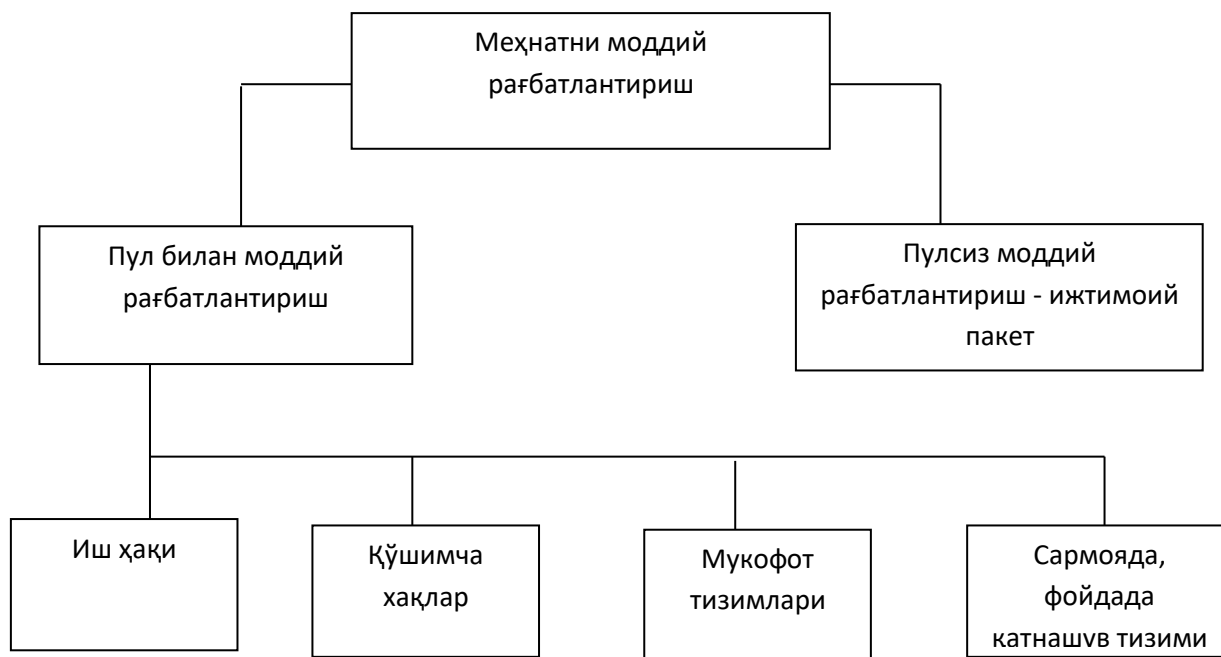 Меҳнатни моддий
рағбатлантириш
Пул билан моддий
рағбатлантириш
Пулсиз моддий
рағбатлантириш - ижтимоий
пакет
Иш ҳақи
Қўшимча
хақлар
Мукофот
тизимлари
Сармояда,
фойдада
қатнашув тизими